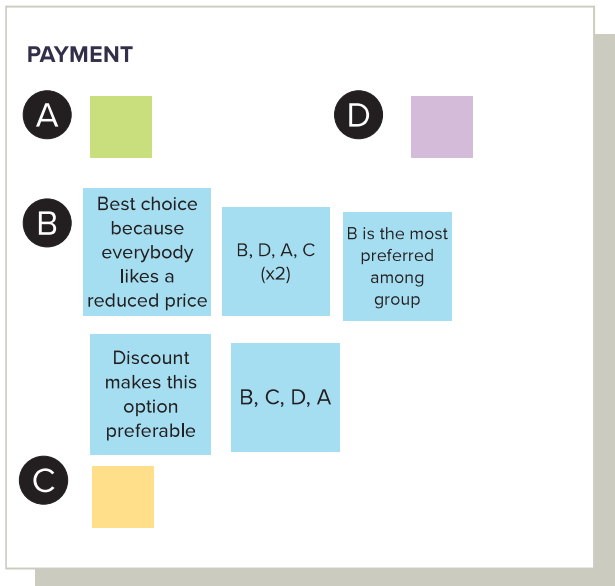 PAYMENT
A
D
B
Best choice
because
everybody
likes a
reduced price
B, D, A, C
(x2)
B is the most
preferred
among
group
Discount
makes this
option
preferable
B, C, D, A
C